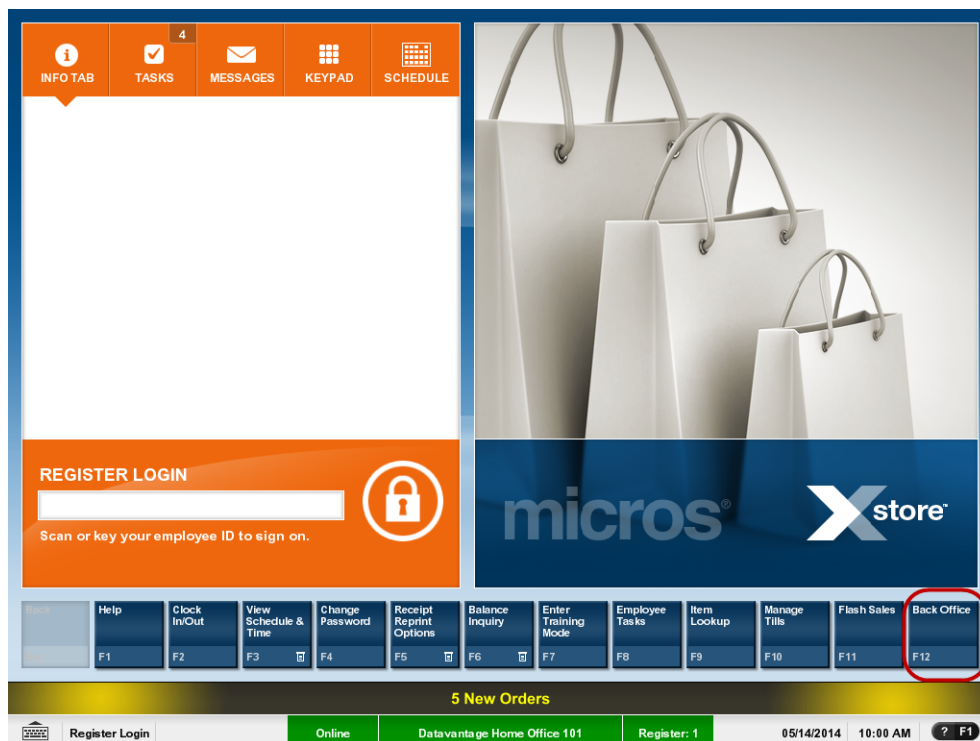 4
INFO TAB
TASKS
MESSAGES
KEYPAD
SCHEDULE
REGISTER LOGIN
Scan or key your employee ID to sign on.
micros®
Xstore™
Back
Help
F1
Clock
In/Out
F2
View
Schedule &
Time
F3
Change
Password
F4
Receipt
Reprint
Options
F5
Balance
Inquiry
F6
Enter
Training
Mode
F7
Employee
Tasks
F8
Item
Lookup
F9
Manage
Tills
F10
Flash Sales
F11
Back Office
F12
5 New Orders
Register Login
Online
Datavantage Home Office 101
Register: 1
05/14/2014
10:00 AM
? F1